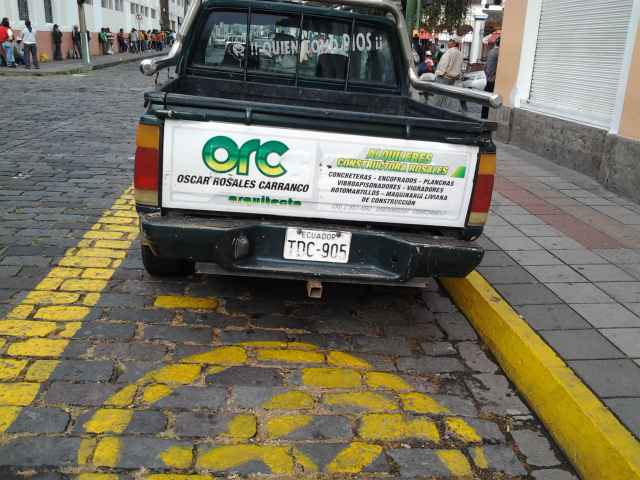 ¡¡QUIEN COMO DIOS¡¡
orc
OSCAR ROSALES CARRANCO
arquitecto
ALQUILERES
CONSTRUCTORA ROSALES
CONCRETERAS - ENCOFRADOS - PLANCHAS
VIBROAPISONADORES - VIGRADORES
ROTOMARTILLOS - MAQUINARIA LIVIANA
DE CONSTRUCCIÓN
ECUADOR
TDC-905